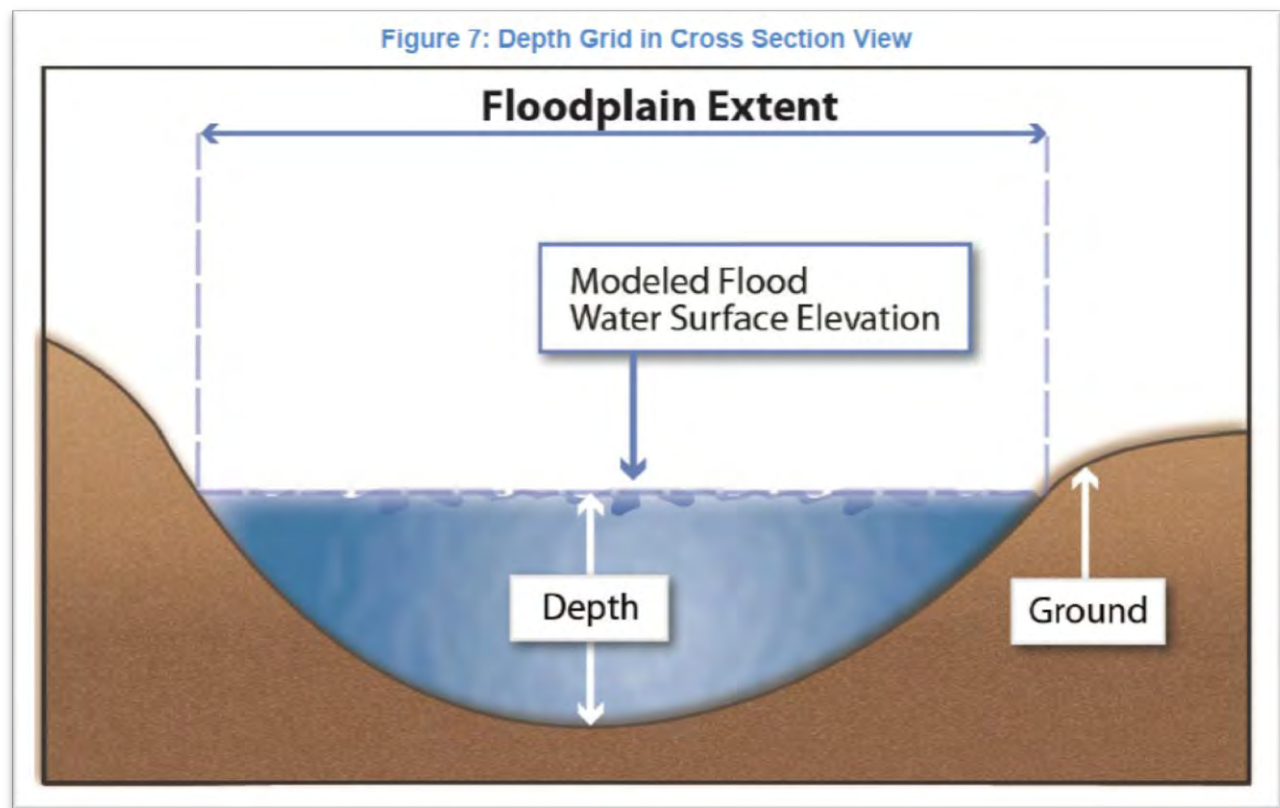 Figure 7: Depth Grid in Cross Section View
Floodplain Extent
Modeled Flood
Water Surface Elevation
Depth
Ground